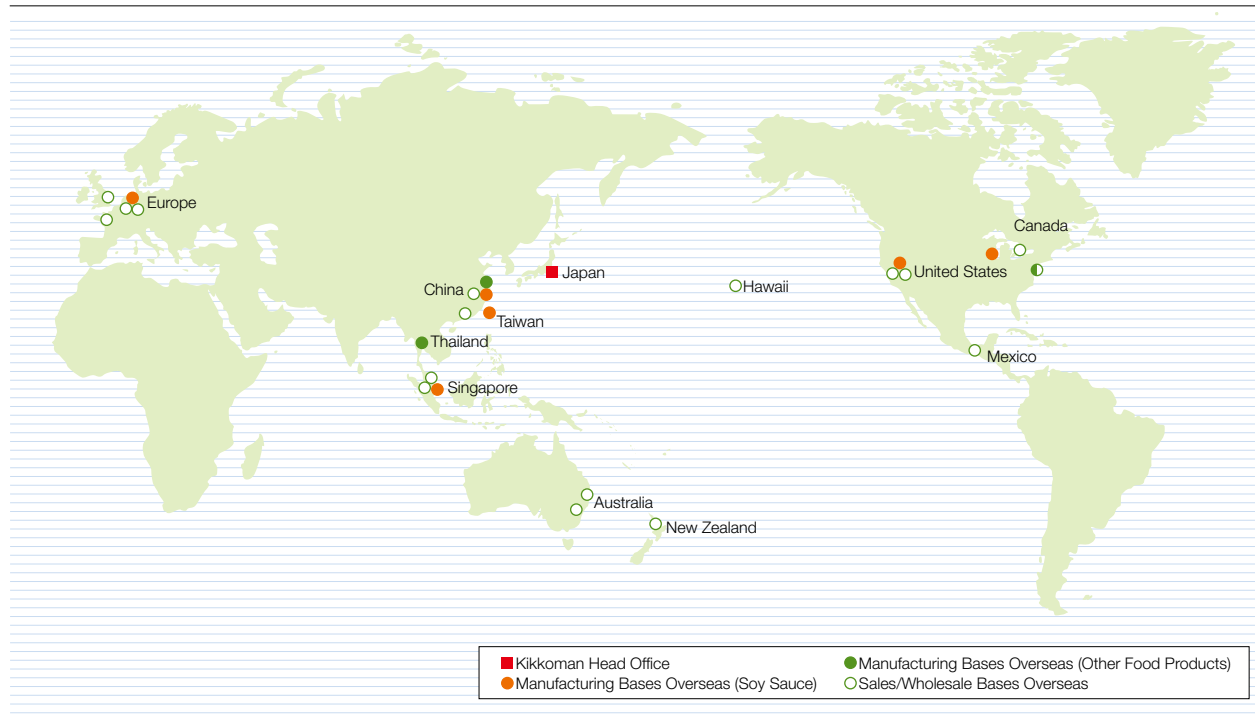 Europe
Canada
Japan
United States
China
Hawaii
Taiwan
Thailand
Mexico
Singapore
Australia
New Zealand
Kikkoman Head Office
Manufacturing Bases Overseas (Soy Sauce)
Manufacturing Bases Overseas (Other Food Products)
Sales/Wholesale Bases Overseas